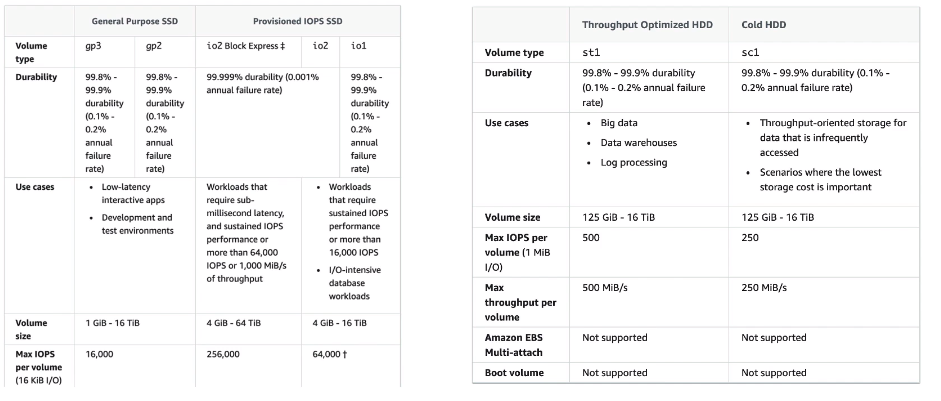 General Purpose SSD Provisioned IOPS SSD
Volume type gp3 gp2 io2 Block Express ‡ io2 io1
Durability
99.8% -
99.9%
durability
(0.1% -
0.2%
annual
failure
rate)
99.8% -
99.9%
durability
(0.1% -
0.2%
annual
failure
rate)
99.999% durability (0.001%
annual failure rate)
99.8% -
99.9%
durability
(0.1% -
0.2%
annual
failure
rate)
Use cases
• Low-latency
interactive apps
• Development and
test environments
Workloads that
require sub-
millisecond latency,
and sustained IOPS
performance or
more than 64,000
IOPS or 1,000 MiB/s
of throughput
• Workloads
that require
sustained IOPS
performance
or more than
16,000 IOPS
• I/O-intensive
database
workloads
Volume
size
1 GiB - 16 TiB 4 GiB - 64 TiB 4 GiB - 16 TiB
Max IOPS
per volume
(16 KiB I/O)
16,000 256,000 64,000 †
Throughput Optimized HDD Cold HDD
Volume type st1 sc1
Durability
99.8% - 99.9% durability
(0.1% - 0.2% annual failure
rate)
99.8% - 99.9% durability (0.1% -
0.2% annual failure rate)
Use cases
• Big data
• Data warehouses
• Log processing
• Throughput-oriented storage for
data that is infrequently
accessed
• Scenarios where the lowest
storage cost is important
Volume size 125 GiB - 16 TiB 125 GiB - 16 TiB
Max IOPS per
volume (1 MiB
I/O)
500 250
Max
throughput per
volume
500 MiB/s 250 MiB/s
Amazon EBS
Multi-attach
Not supported Not supported
Boot volume Not supported Not supported